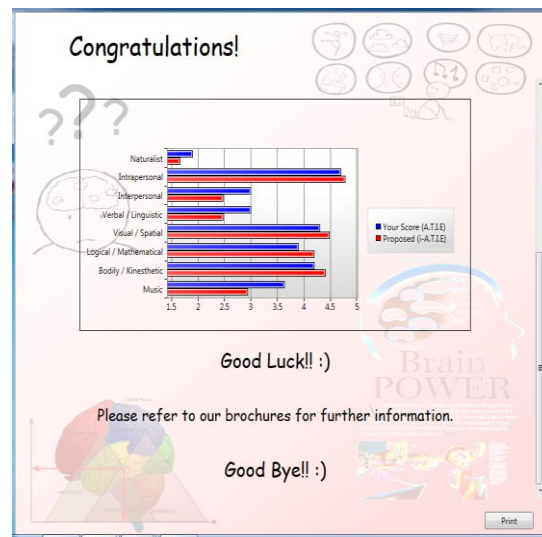 Congratulations!
???
Naturalist
Intrapersonal
Interpersonal
Verbal / Linguistic
Visual / Spatial
Logical / Mathematical
Bodily / Kinesthetic
Music
1.5 2 2.5 3 3.5 4 4.5 5
Your Score (A.T.I.E)
Proposed (i-A.T.I.E)
Good Luck!! :)
Brain
POWER
Please refer to our brochures for further information.
Good Bye!! :)
Print